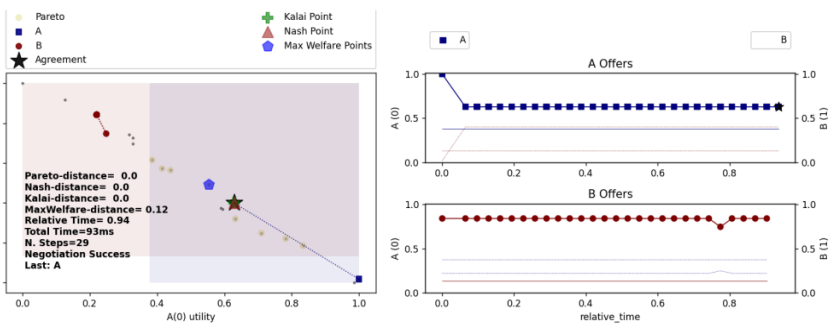 Pareto
A
B
Agreement
Kalai Point
Nash Point
Max Welfare Points
Pareto-distance= 0.0
Nash-distance= 0.0
Kalai-distance= 0.0
MaxWelfare-distance= 0.12
Relative Time= 0.94
Total Time=93ms
N. Steps=29
Negotiation Success
Last: A
0.0 0.2 0.4 0.6 0.8 1.0
A(0) utility
A
B
A Offers
1.0
0.5
0.0
A (0)
1.0
0.5
0.0
B (1)
0.0 0.2 0.4 0.6 0.8
B Offers
1.0
0.5
0.0
A (0)
1.0
0.5
0.0
B (1)
0.0 0.2 0.4 0.6 0.8
relative_time